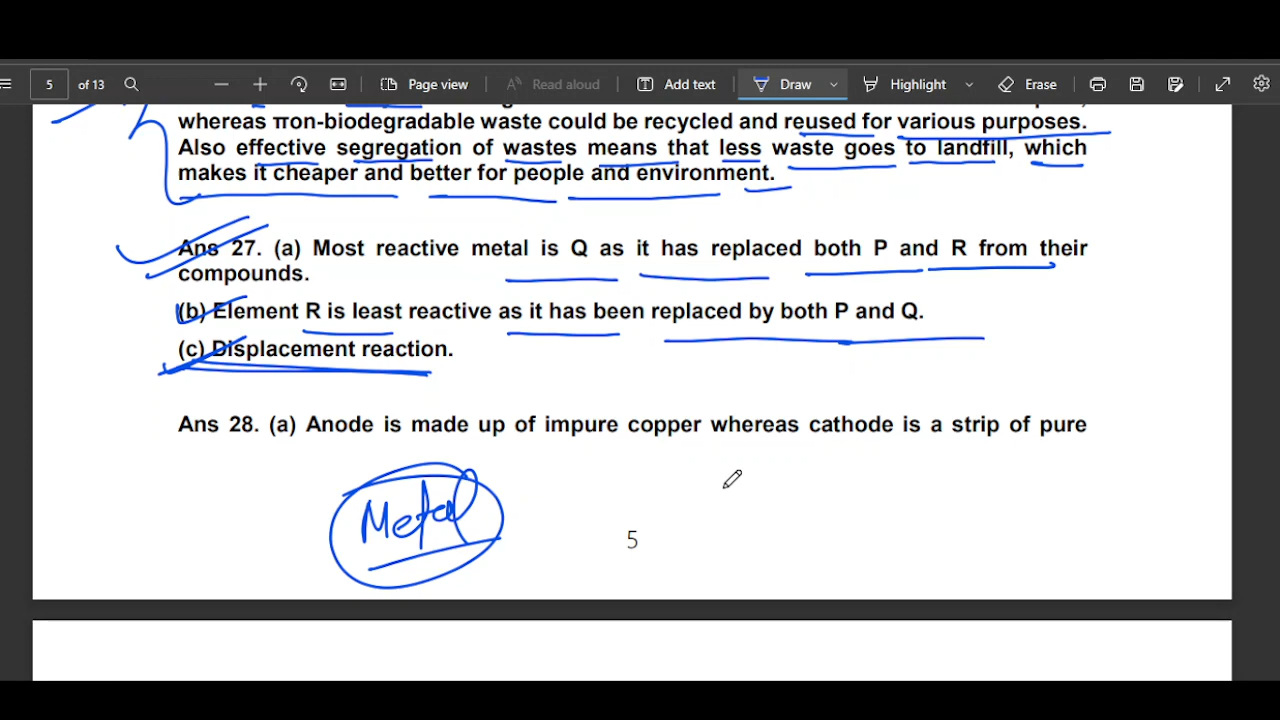 5 of 13 Page view Read aloud Add text Draw Highlight Erase
whereas πon-biodegradable waste could be recycled and reused for various purposes.
Also effective segregation of wastes means that less waste goes to landfill, which
makes it cheaper and better for people and environment.
Ans 27. (a) Most reactive metal is Q as it has replaced both P and R from their
compounds.
(b) Element R is least reactive as it has been replaced by both P and Q.
(c) Displacement reaction.
Ans 28. (a) Anode is made up of impure copper whereas cathode is a strip of pure
Metal
5